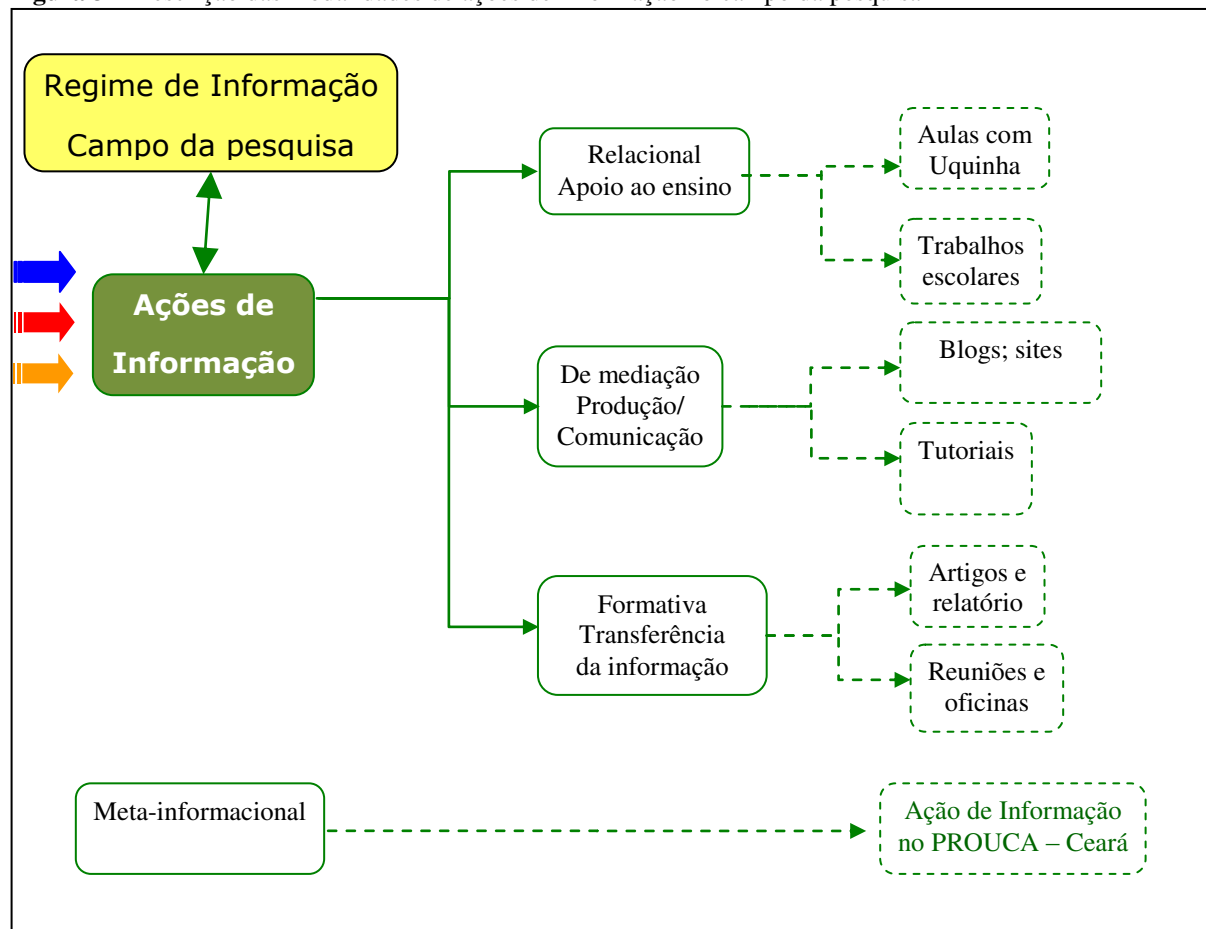 Regime de Informação
Campo da pesquisa
Ações de
Informação
Relacional
Apoio ao ensino
Aulas com
Uquinha
Trabalhos
escolares
De mediação
Produção/
Comunicação
Blogs; sites
Tutoriais
Formativa
Transferência
da informação
Artigos e
relatório
Reuniões e
oficinas
Meta-informacional
Ação de Informação
no PROUCA – Ceará